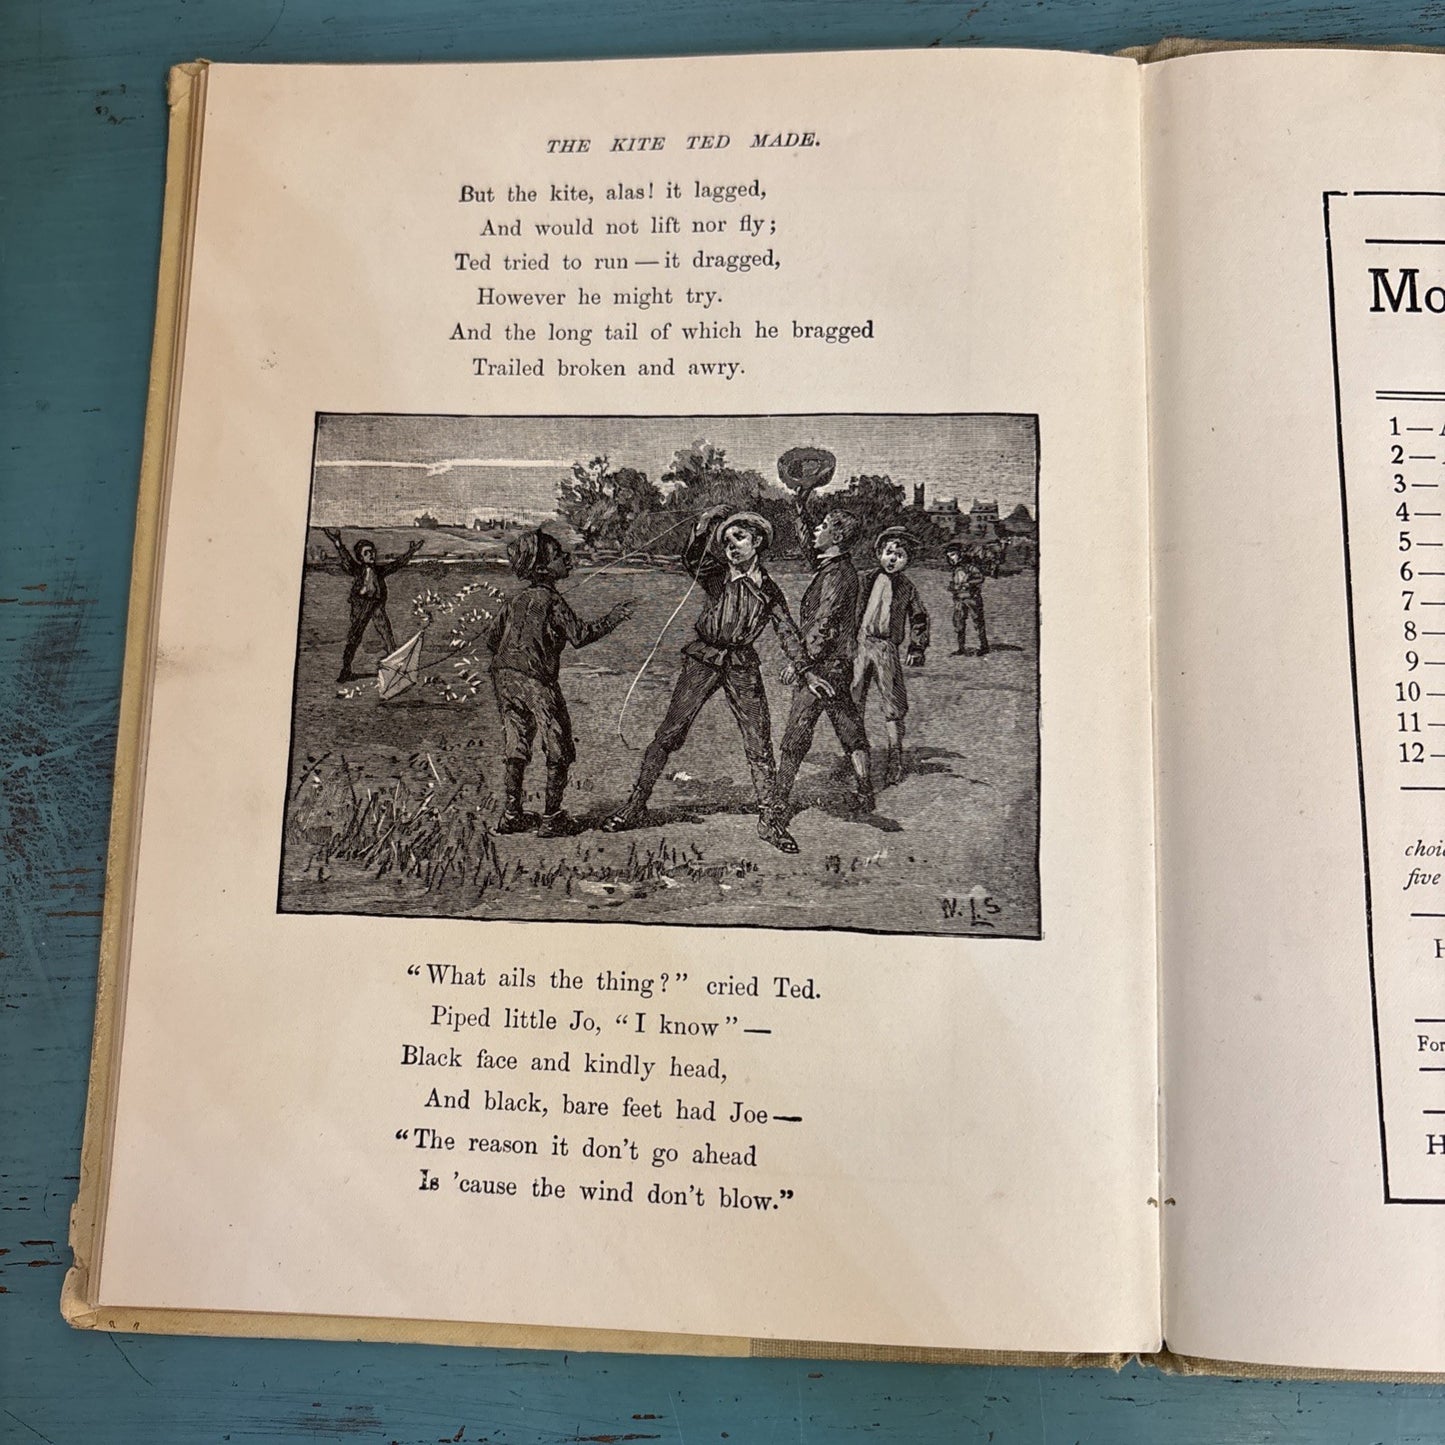 THE KITE TED MADE.
But the kite, alas! it lagged,
And would not lift nor fly;
Ted tried to run — it dragged,
However he might try.
And the long tail of which he bragged
Trailed broken and awry.
W. L. S
"What ails the thing?" cried Ted.
Piped little Jo, "I know" —
Black face and kindly head,
And black, bare feet had Joe —
"The reason it don't go ahead
Is 'cause the wind don't blow."
1 —
2 —
3 —
4 —
5 —
6 —
7 —
8 —
9 —
10 —
11 —
12 —
five
For